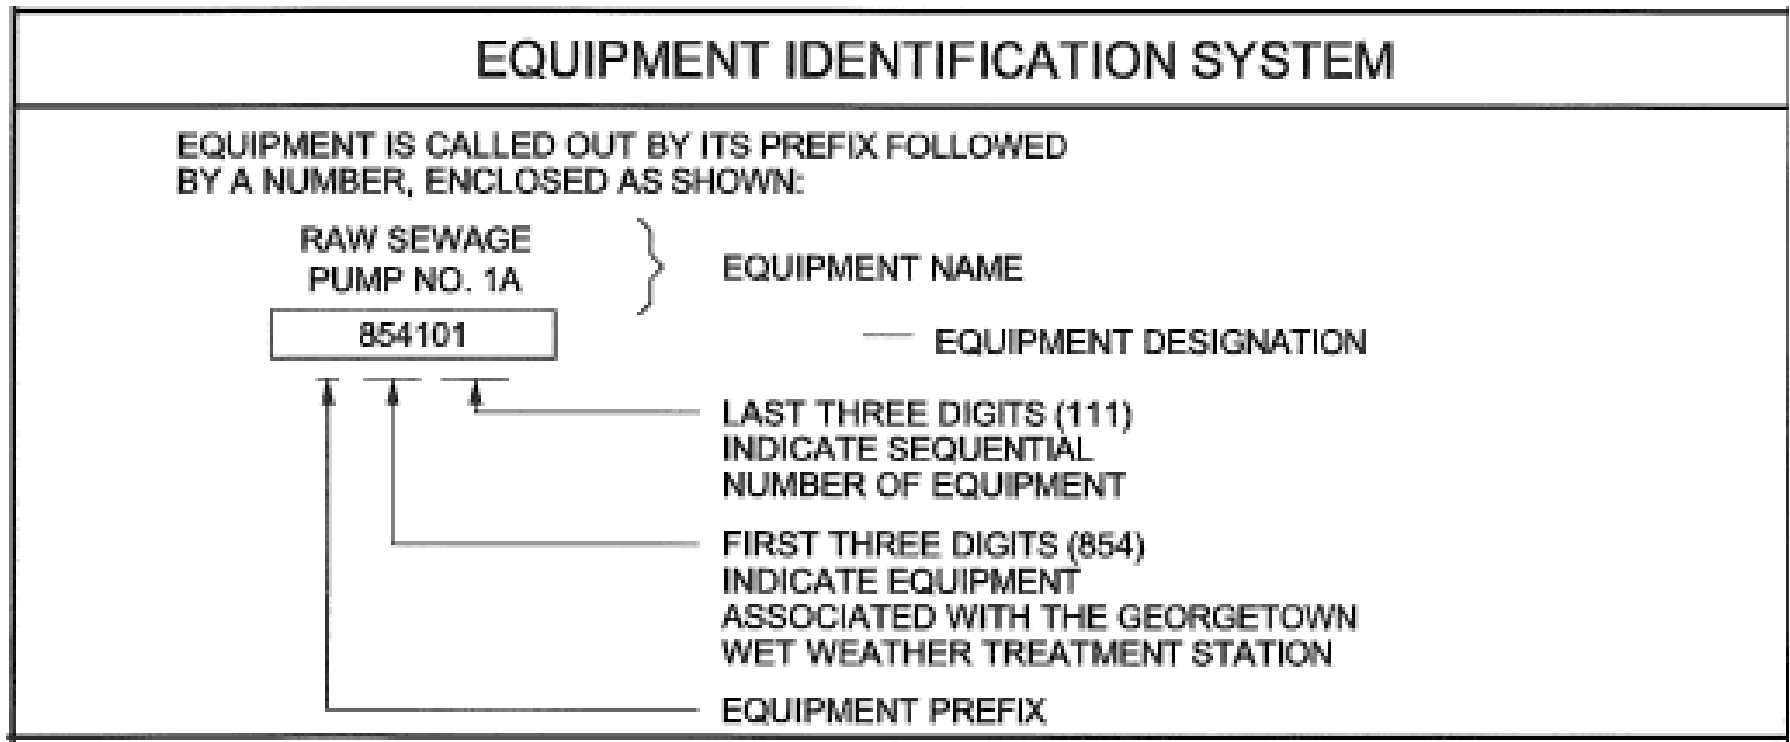 EQUIPMENT IDENTIFICATION SYSTEM
EQUIPMENT IS CALLED OUT BY ITS PREFIX FOLLOWED
BY A NUMBER, ENCLOSED AS SHOWN:
RAW SEWAGE
PUMP NO. 1A
EQUIPMENT NAME
854101
EQUIPMENT DESIGNATION
LAST THREE DIGITS (111)
INDICATE SEQUENTIAL
NUMBER OF EQUIPMENT
FIRST THREE DIGITS (854)
INDICATE EQUIPMENT
ASSOCIATED WITH THE GEORGETOWN
WET WEATHER TREATMENT STATION
EQUIPMENT PREFIX